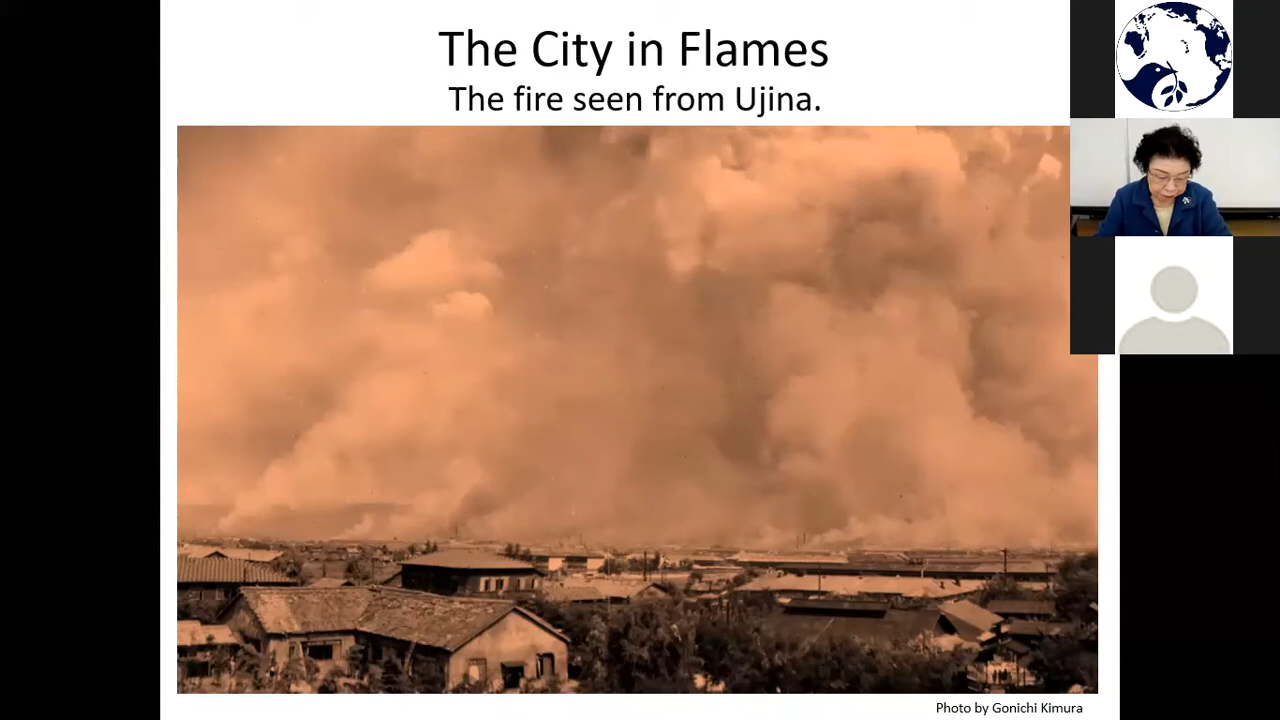 The City in Flames
The fire seen from Ujina.
Photo by Gonichi Kimura